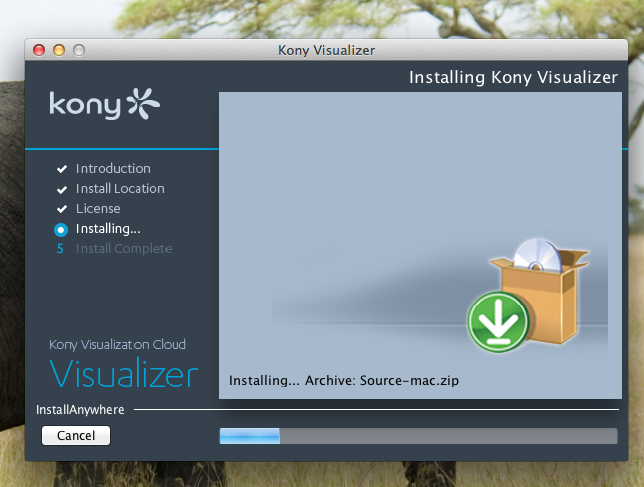 Kony Visualizer
Installing Kony Visualizer
kony
Introduction
Install Location
License
Installing...
5 Install Complete
Kony Visualization Cloud
Visualizer
Installing... Archive: Source-mac.zip
InstallAnywhere
Cancel